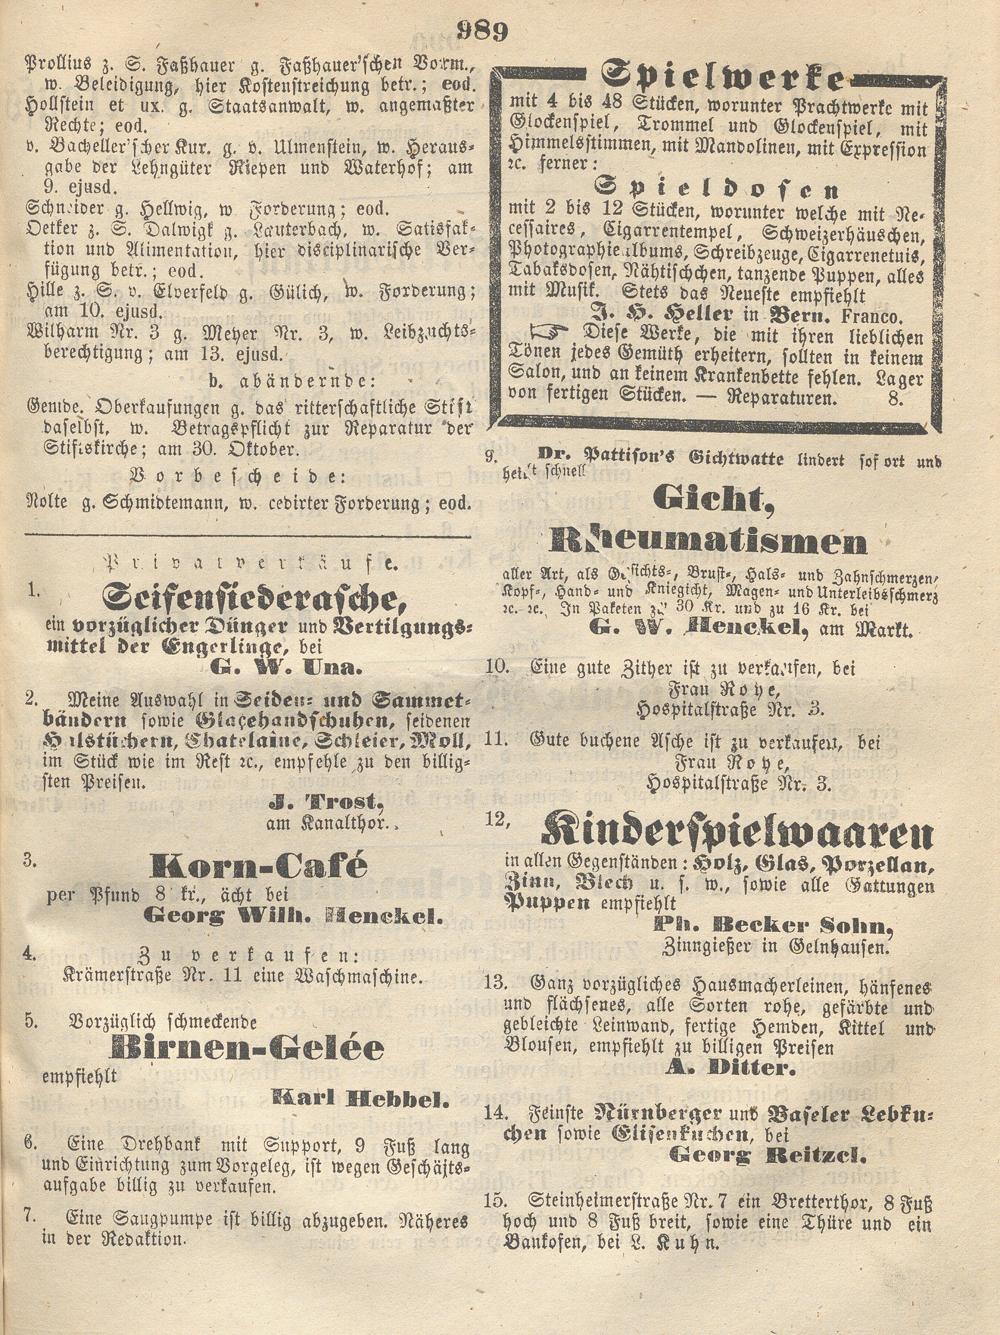 989
Prollius z. S. Faßhauer g. Faßhauer'schen Vorm.,
w. Beleidigung, hier Kostenstreichung betr.; eod.
Hollstein et ux. g. Staatsanwalt, w. angemaßter
Rechte; eod.
v. Bacheller'scher Kur. g. v. Ulmenstein, w. Heraus-
gabe der Lehngüter Riepen und Waterhof; am
9. ejusd.
Schneider g. Hellwig, w Forderung; eod.
Oetker z. S. Dalwigk g. Lauterbach, w. Satisfak-
tion und Alimentation, hier disciplinarische Ver-
fügung betr.; eod.
Hille z. S. v. Elverfeld g. Gülich, w. Forderung;
am 10. ejusd.
Wilharm Nr. 3 g. Meyer Nr. 3, w. Leibzuchts-
berechtigung; am 13. ejusd.
b. abändernde:
Gemde. Oberkaufungen g. das ritterschaftliche Stift
daselbst, w. Betragspflicht zur Reparatur der
Stiftskirche; am 30. Oktober.
Vorbescheide:
Nolte g. Schmidtemann, w. cedirter Forderung; eod.
Privatverkäufe.
1. Seifensiederasche,
ein vorzüglicher Dünger und Vertilgungs-
mittel der Engerlinge, bei
G. W. Una.
2. Meine Auswahl in Seiden- und Sammet-
bändern sowie Glaçehandschuhen, seidenen
Halstüchern, Chatelaine, Schleier, Moll,
im Stück wie im Rest ꝛc., empfehle zu den billig-
sten Preisen.
J. Trost,
am Kanalthor.
3. Korn-Café
per Pfund 8 kr., ächt bei
Georg Wilh. Henckel.
4. Zu verkaufen:
Krämerstraße Nr. 11 eine Waschmaschine.
5. Vorzüglich schmeckende
Birnen-Gelée
empfiehlt
Karl Hebbel.
6. Eine Drehbank mit Support, 9 Fuß lang
und Einrichtung zum Vorgeleg, ist wegen Geschäfts-
aufgabe billig zu verkaufen.
7. Eine Saugpumpe ist billig abzugeben. Näheres
in der Redaktion.
Spielwerke
mit 4 bis 48 Stücken, worunter Prachtwerke mit
Glockenspiel, Trommel und Glockenspiel, mit
Himmelsstimmen, mit Mandolinen, mit Expression
ꝛc. ferner:
Spieldosen
mit 2 bis 12 Stücken, worunter welche mit Ne-
cessaires, Cigarrentempel, Schweizerhäuschen,
Photographiealbums, Schreibzeuge, Cigarrenetuis,
Tabaksdosen, Nähtischchen, tanzende Puppen, alles
mit Musik. Stets das Neueste empfiehlt
J. H. Heller in Bern. Franco.
☞ Diese Werke, die mit ihren lieblichen
Tönen jedes Gemüth erheitern, sollten in keinem
Salon, und an keinem Krankenbette fehlen. Lager
von fertigen Stücken. — Reparaturen. 8.
9. Dr. Pattison's Gichtwatte lindert sofort und
heilt schnell
Gicht,
Rheumatismen
aller Art, als Gesichts-, Brust-, Hals- und Zahnschmerzen,
Kopf-, Hand- und Kniegicht, Magen- und Unterleibsschmerz
ꝛc. ꝛc. In Paketen zu 30 Kr. und zu 16 Kr. bei
G. W. Henckel, am Markt.
10. Eine gute Zither ist zu verkaufen, bei
Frau Roye,
Hospitalstraße Nr. 3.
11. Gute buchene Asche ist zu verkaufen, bei
Frau Roye,
Hospitalstraße Nr. 3.
12, Kinderspielwaaren
in allen Gegenständen: Holz, Glas, Porzellan,
Zinn, Blech u. s. w., sowie alle Gattungen
Puppen empfiehlt
Ph. Becker Sohn,
Zinngießer in Gelnhausen.
13. Ganz vorzügliches Hausmacherleinen, hänfenes
und flächsenes, alle Sorten rohe, gefärbte und
gebleichte Leinwand, fertige Hemden, Kittel und
Blousen, empfiehlt zu billigen Preisen
A. Ditter.
14. Feinste Nürnberger und Baseler Lebku-
chen sowie Elisenkuchen, bei
Georg Reitzel.
15. Steinheimerstraße Nr. 7 ein Bretterthor, 8 Fuß
hoch und 8 Fuß breit, sowie eine Thüre und ein
Bankofen, bei L. Kuhn.